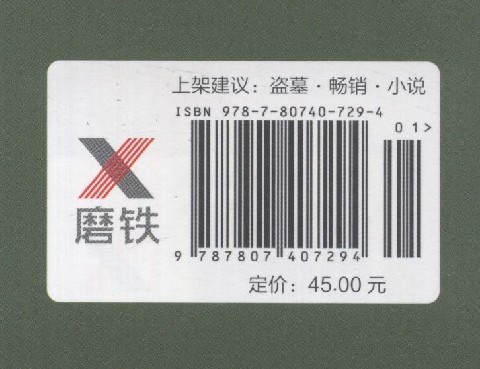 上架建议：盗墓·畅销·小说
ISBN 978-7-80740-729-4
01>
磨铁
9 787807 407294
定价：45.00 元